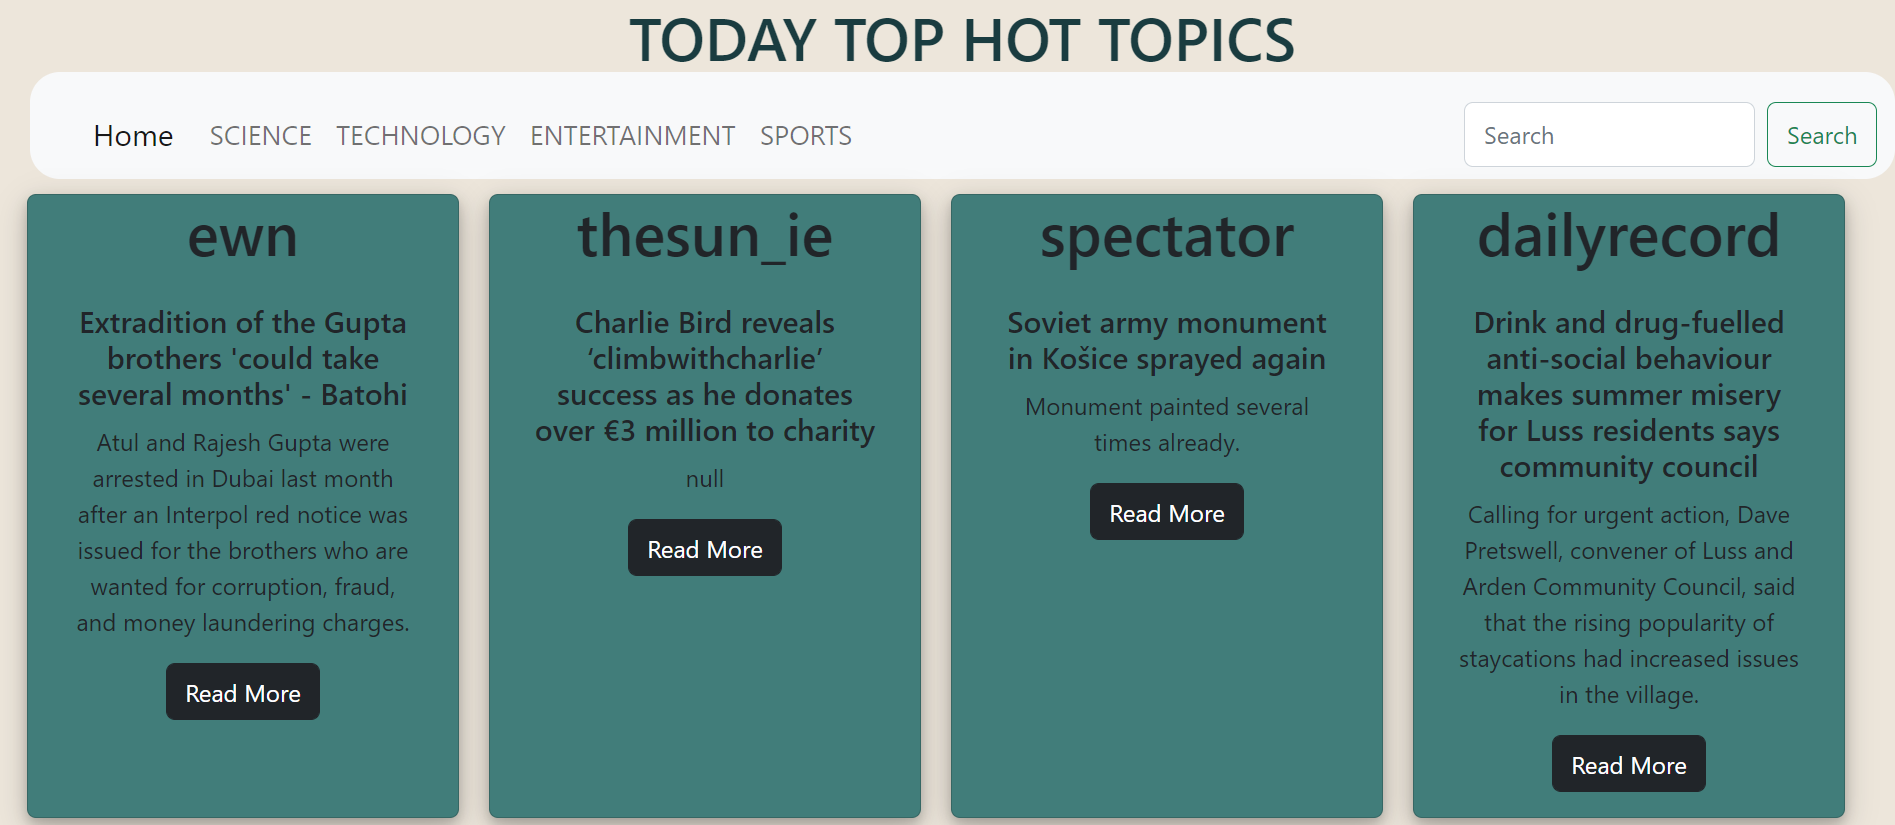 TODAY TOP HOT TOPICS
Home SCIENCE TECHNOLOGY ENTERTAINMENT SPORTS Search Search
ewn
Extradition of the Gupta
brothers 'could take
several months' - Batohi
Atul and Rajesh Gupta were
arrested in Dubai last month
after an Interpol red notice was
issued for the brothers who are
wanted for corruption, fraud,
and money laundering charges.
Read More
thesun_ie
Charlie Bird reveals
‘climbwithcharlie’
success as he donates
over €3 million to charity
null
Read More
spectator
Soviet army monument
in Košice sprayed again
Monument painted several
times already.
Read More
dailyrecord
Drink and drug-fuelled
anti-social behaviour
makes summer misery
for Luss residents says
community council
Calling for urgent action, Dave
Pretswell, convener of Luss and
Arden Community Council, said
that the rising popularity of
staycations had increased issues
in the village.
Read More